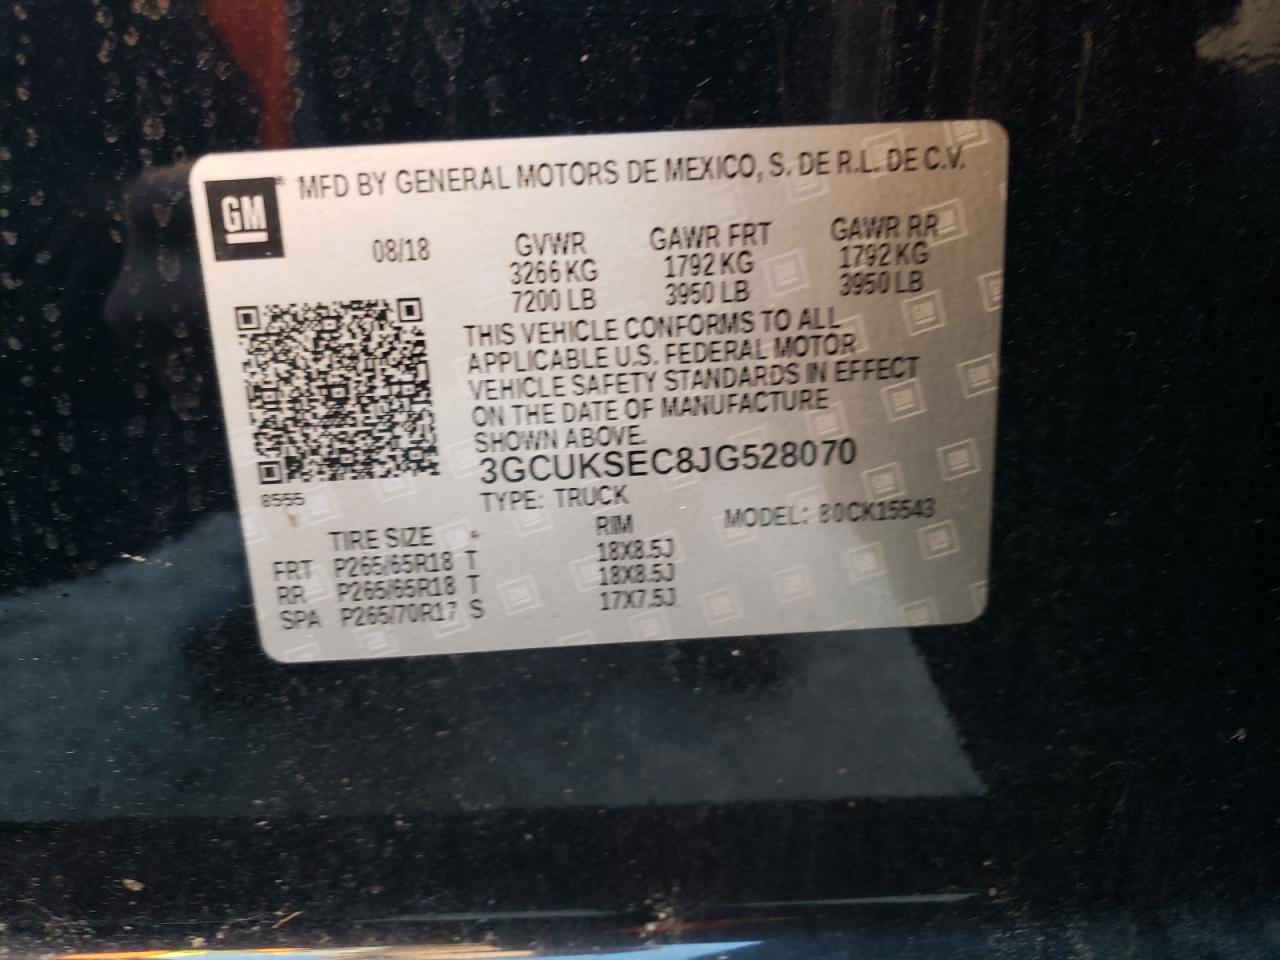 GM MFD BY GENERAL MOTORS DE MEXICO, S. DE R.L. DE C.V.
08/18 GVWR GAWR FRT GAWR RR
3266 KG 1792 KG 1792 KG
7200 LB 3950 LB 3950 LB
THIS VEHICLE CONFORMS TO ALL
APPLICABLE U.S. FEDERAL MOTOR
VEHICLE SAFETY STANDARDS IN EFFECT
ON THE DATE OF MANUFACTURE
SHOWN ABOVE.
3GCUKSEC8JG528070
8555 TYPE: TRUCK
TIRE SIZE RIM MODEL: 80CK15543
FRT P265/65R18 T 18X8.5J
RR P265/65R18 T 18X8.5J
SPA P265/70R17 S 17X7.5J